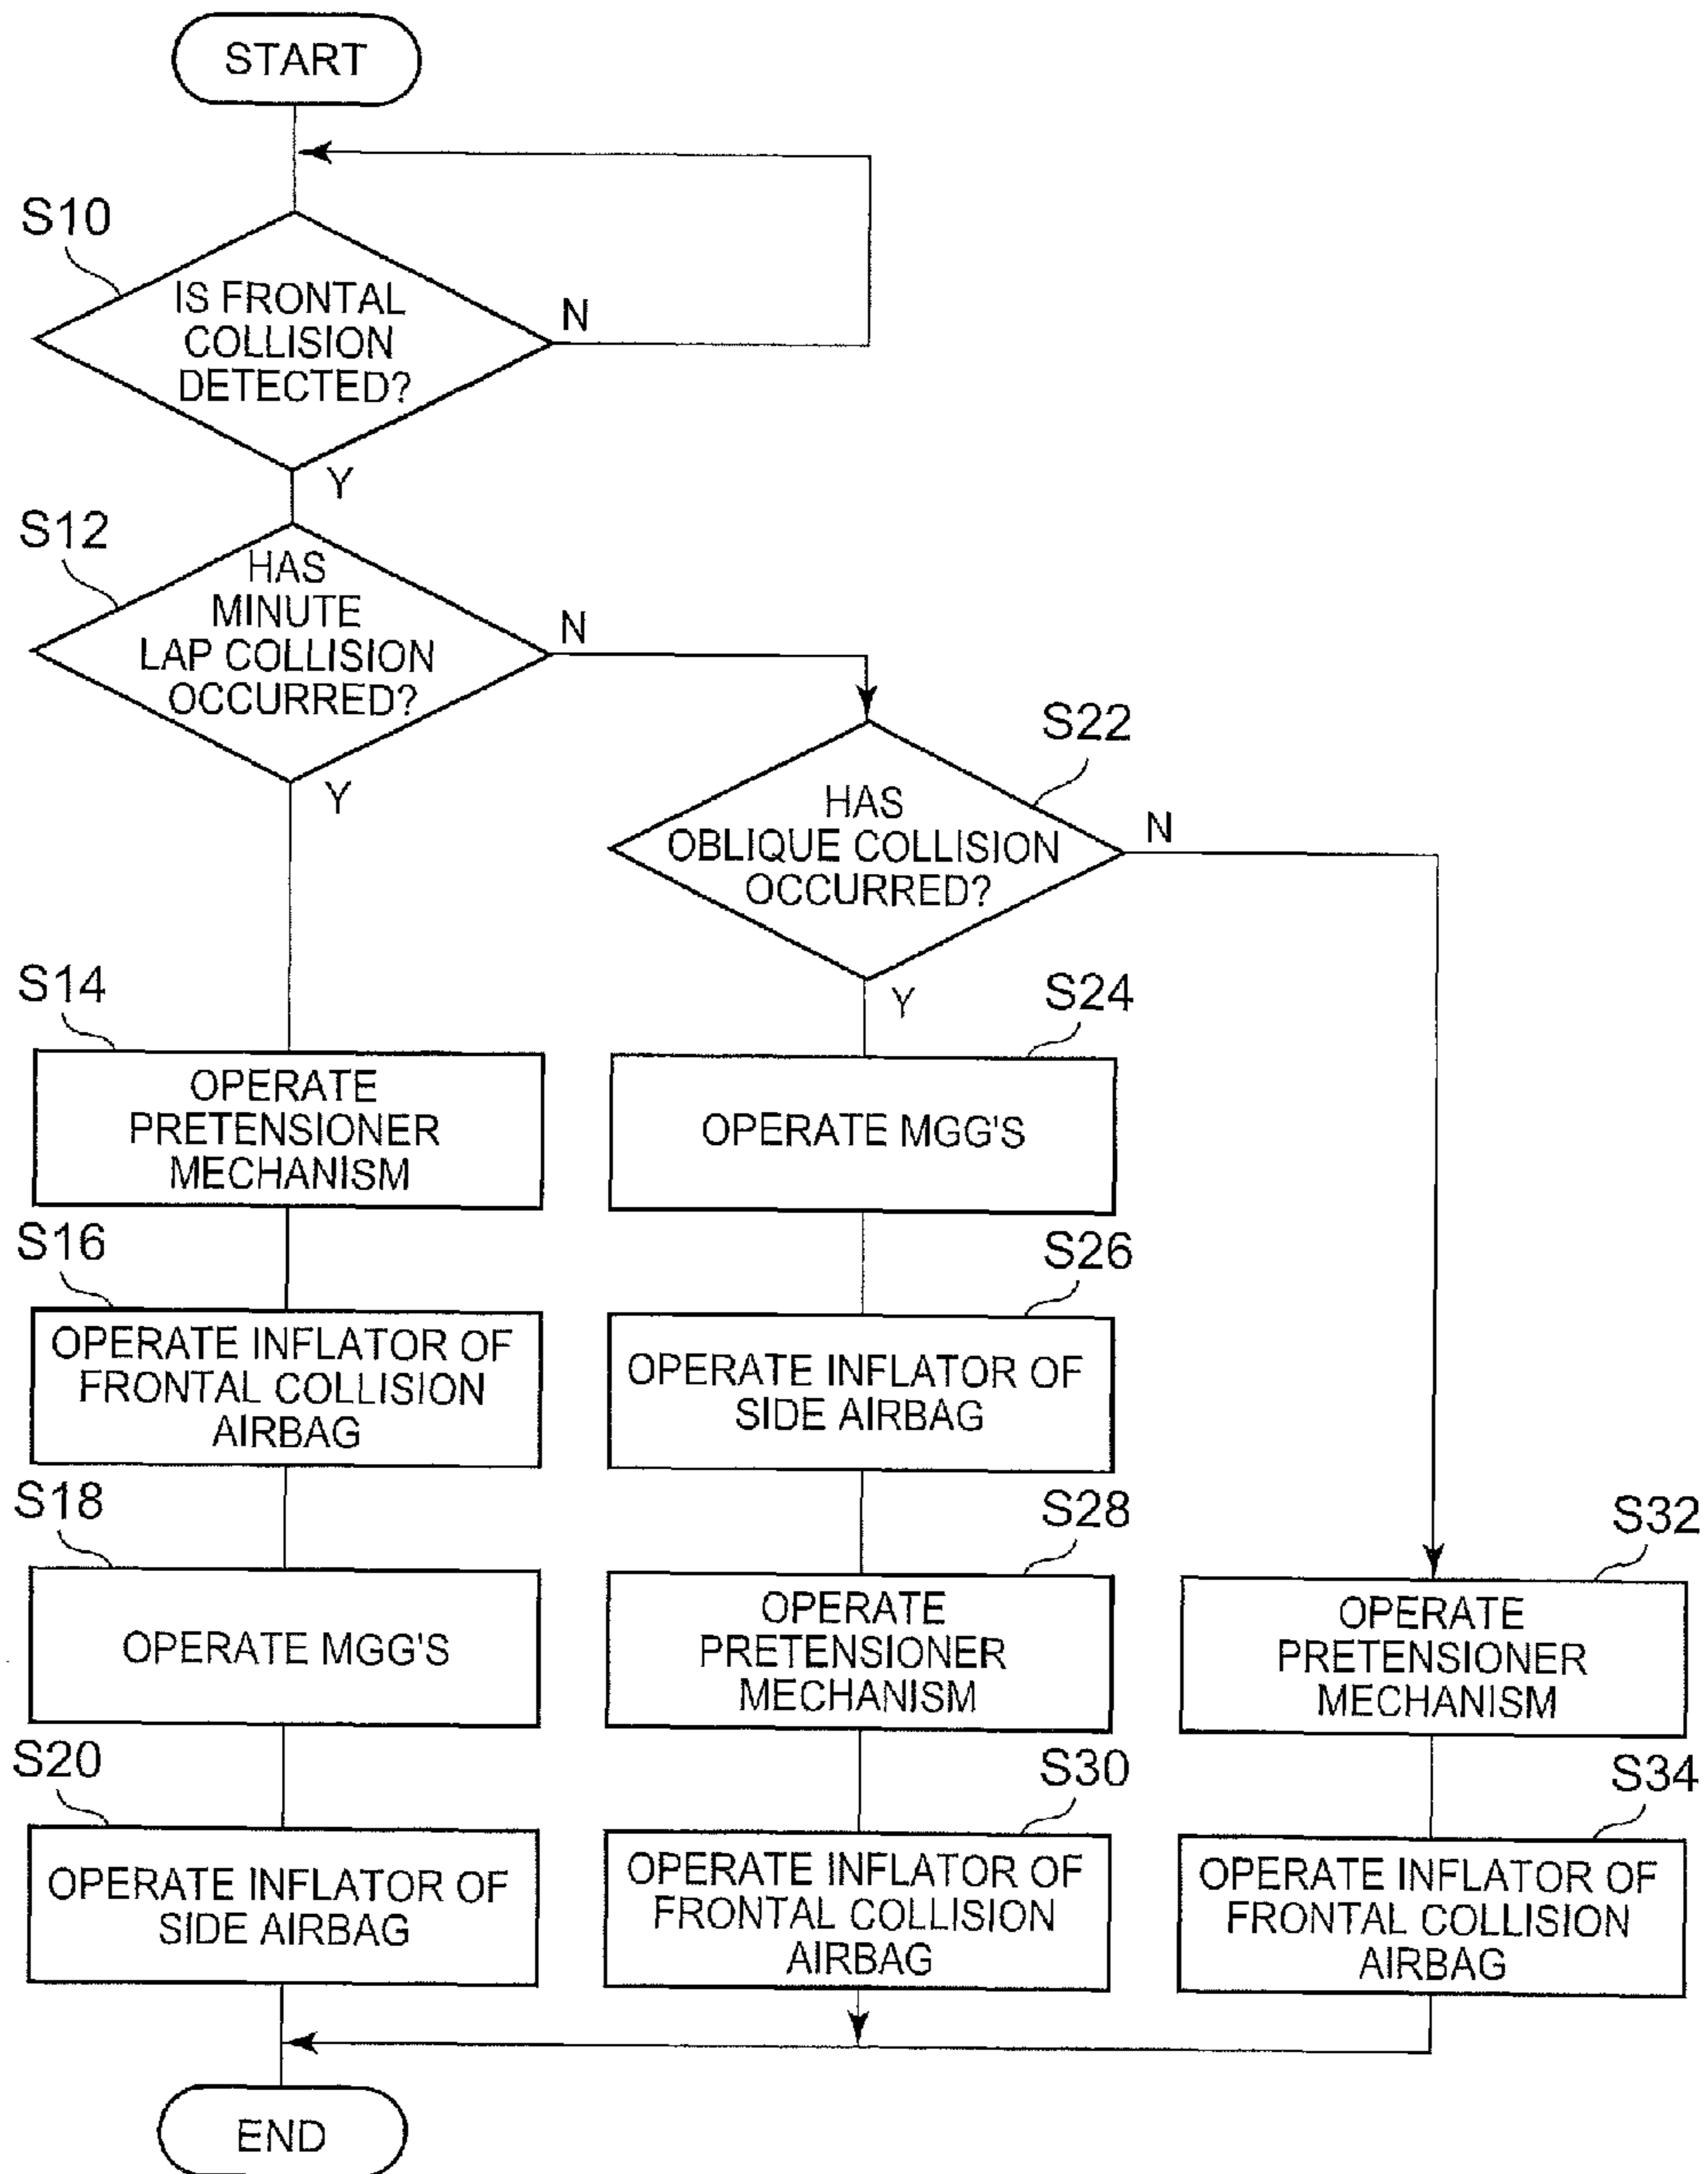 START
S10
IS FRONTAL
COLLISION
DETECTED?
N
Y
S12
HAS
MINUTE
LAP COLLISION
OCCURRED?
N
Y
S22
HAS
OBLIQUE COLLISION
OCCURRED?
N
Y
S14
OPERATE
PRETENSIONER
MECHANISM
S16
OPERATE INFLATOR OF
FRONTAL COLLISION
AIRBAG
S18
OPERATE MGG'S
S20
OPERATE INFLATOR OF
SIDE AIRBAG
S24
OPERATE MGG'S
S26
OPERATE INFLATOR OF
SIDE AIRBAG
S28
OPERATE
PRETENSIONER
MECHANISM
S30
OPERATE INFLATOR OF
FRONTAL COLLISION
AIRBAG
S32
OPERATE
PRETENSIONER
MECHANISM
S34
OPERATE INFLATOR OF
FRONTAL COLLISION
AIRBAG
END